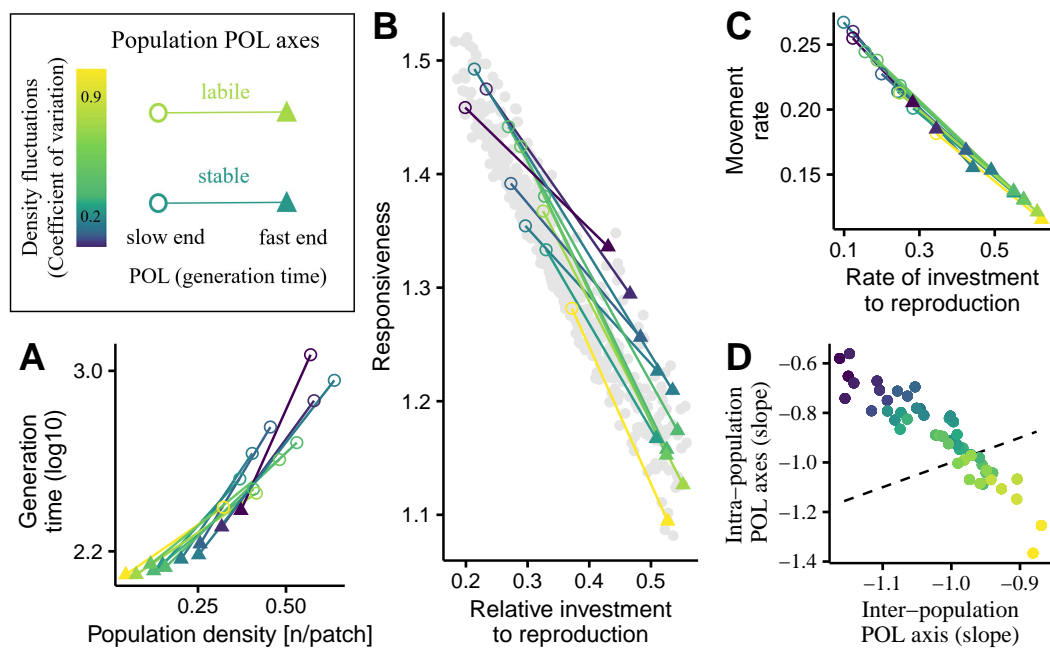 Population POL axes
Density fluctuations
(Coefficient of variation)
0.9
0.2
labile
stable
slow end
fast end
POL (generation time)
A
Generation
time (log10)
3.0
2.2
0.25
0.50
Population density [n/patch]
B
Responsiveness
1.5
1.4
1.3
1.2
1.1
0.2
0.3
0.4
0.5
Relative investment
to reproduction
C
Movement
rate
0.25
0.20
0.15
0.1
0.3
0.5
Rate of investment
to reproduction
D
Intra−population
POL axes (slope)
−0.6
−0.8
−1.0
−1.2
−1.4
−1.1
−1.0
−0.9
Inter−population
POL axis (slope)